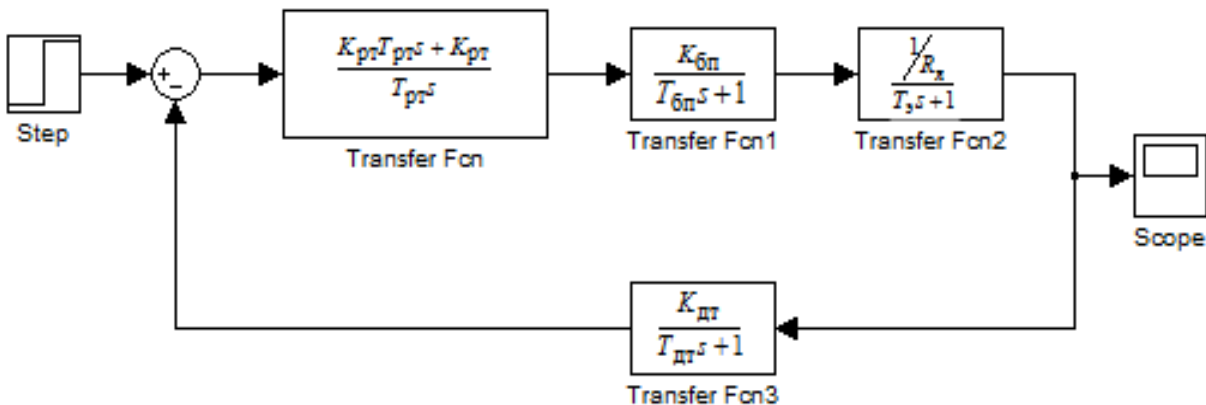 Step
+
−
K_рт T_рт s + K_рт
T_рт s
Transfer Fcn
K_бп
T_бп s + 1
Transfer Fcn1
1/R_я
T_э s + 1
Transfer Fcn2
Scope
K_дт
T_дт s + 1
Transfer Fcn3